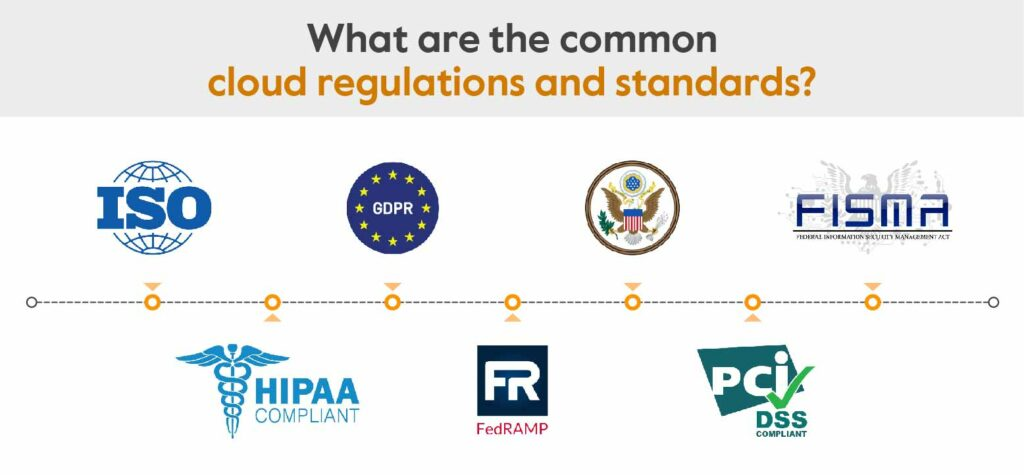 What are the common
cloud regulations and standards?
ISO
GDPR
FISMA
FEDERAL INFORMATION SECURITY MANAGEMENT ACT
HIPAA
COMPLIANT
FR
FedRAMP
PCi
DSS
COMPLIANT